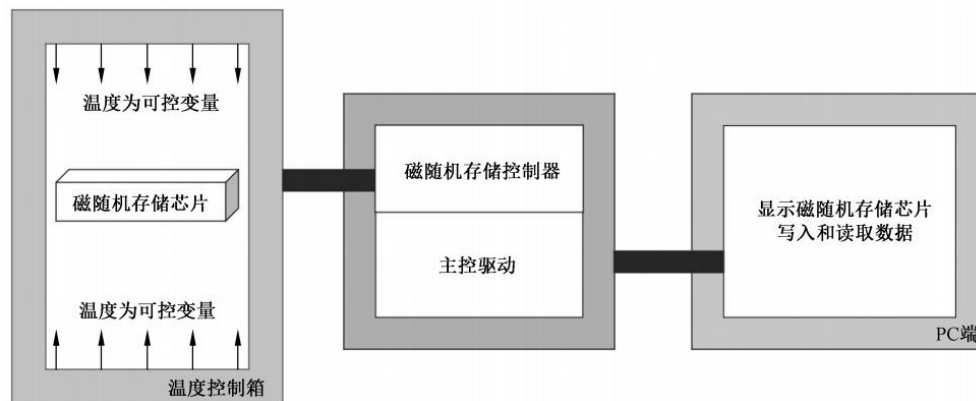 温度为可控变量
磁随机存储芯片
温度为可控变量
温度控制箱
磁随机存储控制器
主控驱动
显示磁随机存储芯片
写入和读取数据
PC端